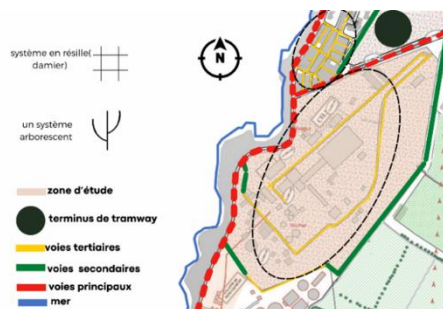 système en résille(
damier)
N
un système
arborescent
zone d'étude
terminus de tramway
voies tertiaires
voies secondaires
voies principaux
mer